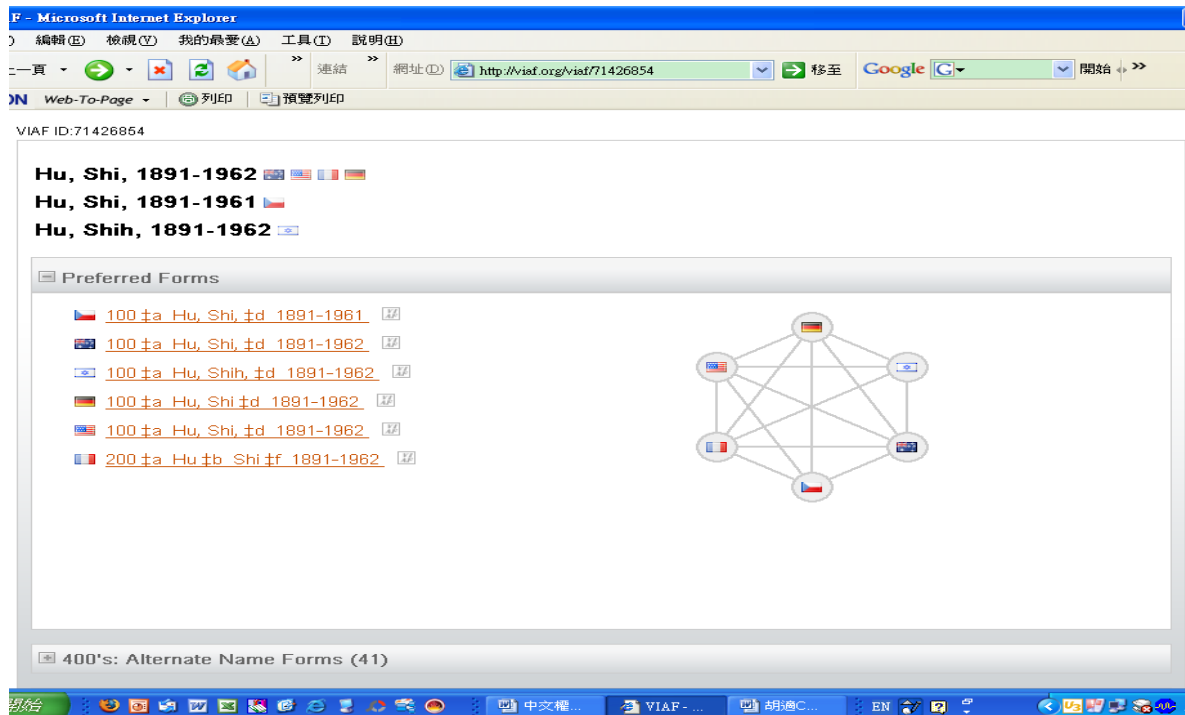 F - Microsoft Internet Explorer
) 編輯(E) 檢視(V) 我的最愛(A) 工具(T) 說明(H)
上一頁 » 連結 » 網址(D) http://viaf.org/viaf/71426854 移至 Google G 開始 »
ON Web-To-Page 列印 預覽列印
VIAF ID:71426854
Hu, Shi, 1891-1962
Hu, Shi, 1891-1961
Hu, Shih, 1891-1962
Preferred Forms
100 ‡a Hu, Shi, ‡d 1891-1961
100 ‡a Hu, Shi, ‡d 1891-1962
100 ‡a Hu, Shih, ‡d 1891-1962
100 ‡a Hu, Shi ‡d 1891-1962
100 ‡a Hu, Shi, ‡d 1891-1962
200 ‡a Hu ‡b Shi ‡f 1891-1962
400's: Alternate Name Forms (41)
開始 中文權... VIAF - ... 胡適C... EN U3